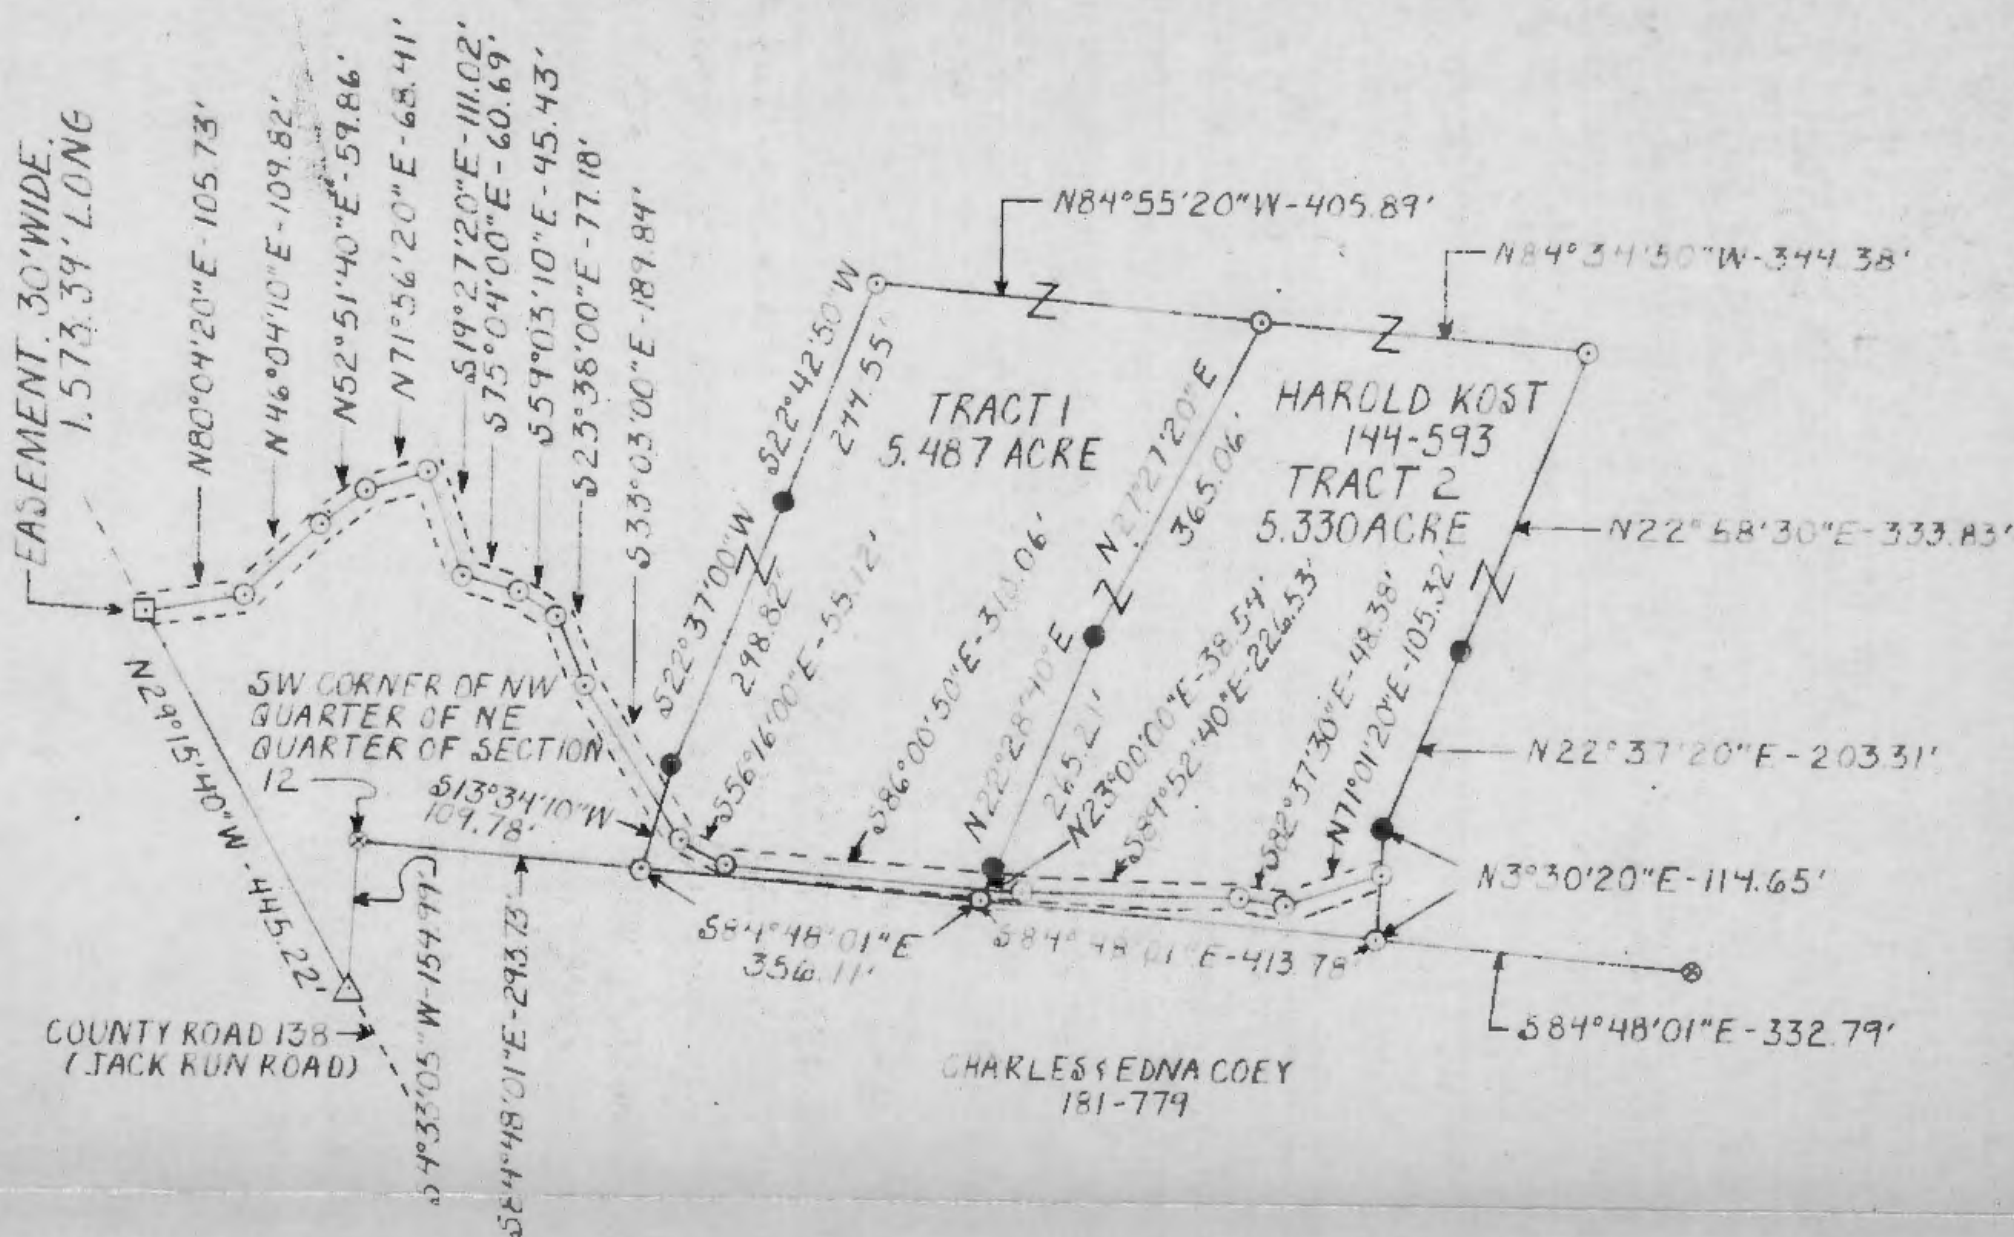 EASEMENT. 30' WIDE.
1,573.39' LONG
N80°04'20"E-105.73'
N46°04'10"E-109.82'
N52°51'40"E-59.86'
N71°56'20"E-68.41'
S19°27'20"E-111.02'
S75°04'00"E-60.69'
S59°03'10"E-45.43'
S23°38'00"E-77.18'
S33°03'00"E-189.84'
N84°55'20"W-405.89'
N84°34'50"W-344.38'
S22°42'50"W
244.55'
TRACT 1
5.487 ACRE
N21°27'20"E
365.06'
HAROLD KOST
144-593
TRACT 2
5.330 ACRE
N22°58'30"E-333.83'
S22°37'00"W
298.82'
S56°16'00"E-55.12'
S86°00'50"E-310.06'
N22°28'40"E
265.21'
N23°00'00"E-38.54'
S89°52'40"E-226.53'
S82°37'30"E-48.38'
N71°01'20"E-105.32'
N22°37'20"E-203.31'
N3°30'20"E-114.65'
N29°15'40"W-445.22'
SW CORNER OF NW
QUARTER OF NE
QUARTER OF SECTION
12
S13°34'10"W
109.78'
S84°48'01"E
356.11'
S84°48'01"E-413.78'
S84°48'01"E-332.79'
COUNTY ROAD 138
(JACK RUN ROAD)
S4°33'05"W-154.99'
S84°48'01"E-293.73'
CHARLES & EDNA COEY
181-779